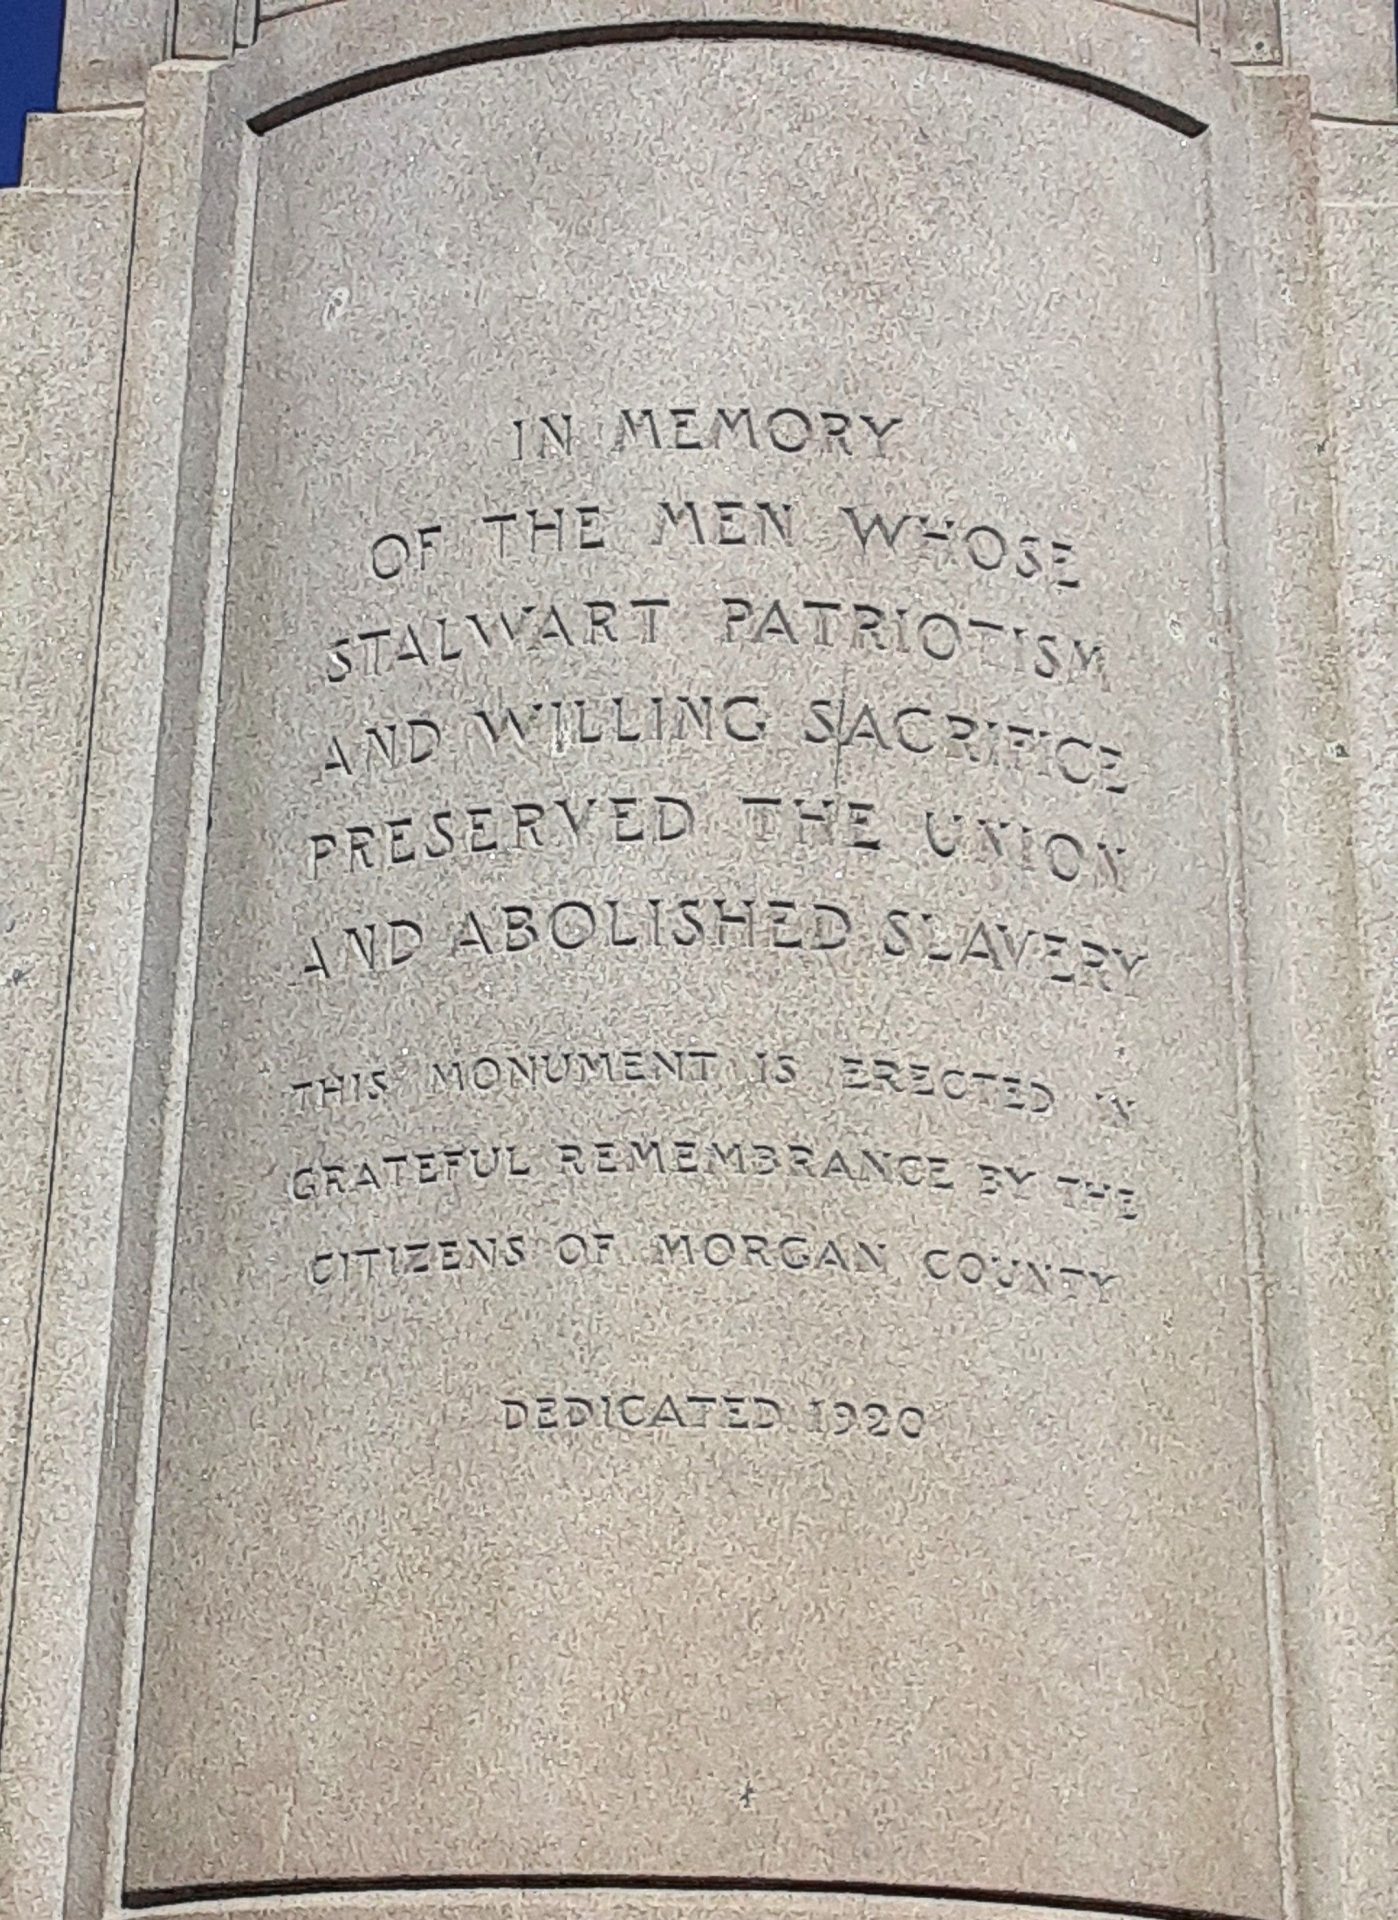 IN MEMORY
OF THE MEN WHOSE
STALWART PATRIOTISM
AND WILLING SACRIFICE
PRESERVED THE UNION
AND ABOLISHED SLAVERY
THIS MONUMENT IS ERECTED IN
GRATEFUL REMEMBRANCE BY THE
CITIZENS OF MORGAN COUNTY
DEDICATED 1920